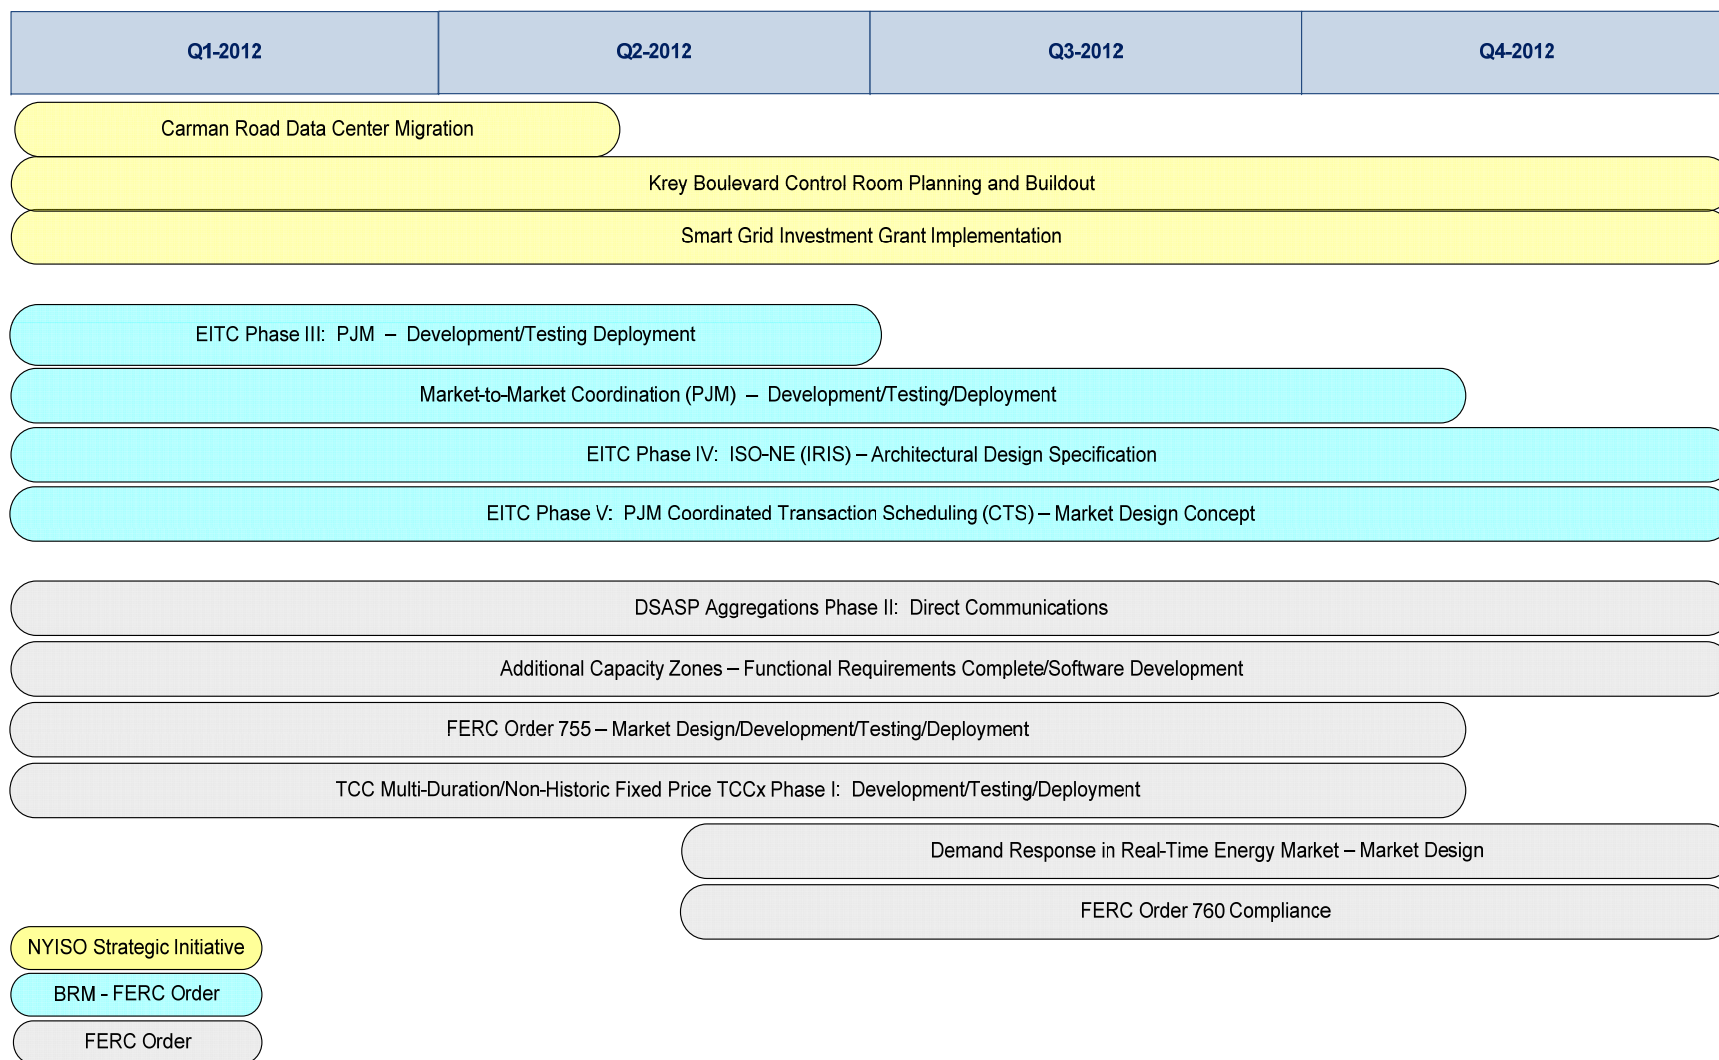 Q1-2012 Q2-2012 Q3-2012 Q4-2012
Carman Road Data Center Migration
Krey Boulevard Control Room Planning and Buildout
Smart Grid Investment Grant Implementation
EITC Phase III: PJM – Development/Testing Deployment
Market-to-Market Coordination (PJM) – Development/Testing/Deployment
EITC Phase IV: ISO-NE (IRIS) – Architectural Design Specification
EITC Phase V: PJM Coordinated Transaction Scheduling (CTS) – Market Design Concept
DSASP Aggregations Phase II: Direct Communications
Additional Capacity Zones – Functional Requirements Complete/Software Development
FERC Order 755 – Market Design/Development/Testing/Deployment
TCC Multi-Duration/Non-Historic Fixed Price TCCx Phase I: Development/Testing/Deployment
Demand Response in Real-Time Energy Market – Market Design
FERC Order 760 Compliance
NYISO Strategic Initiative
BRM - FERC Order
FERC Order